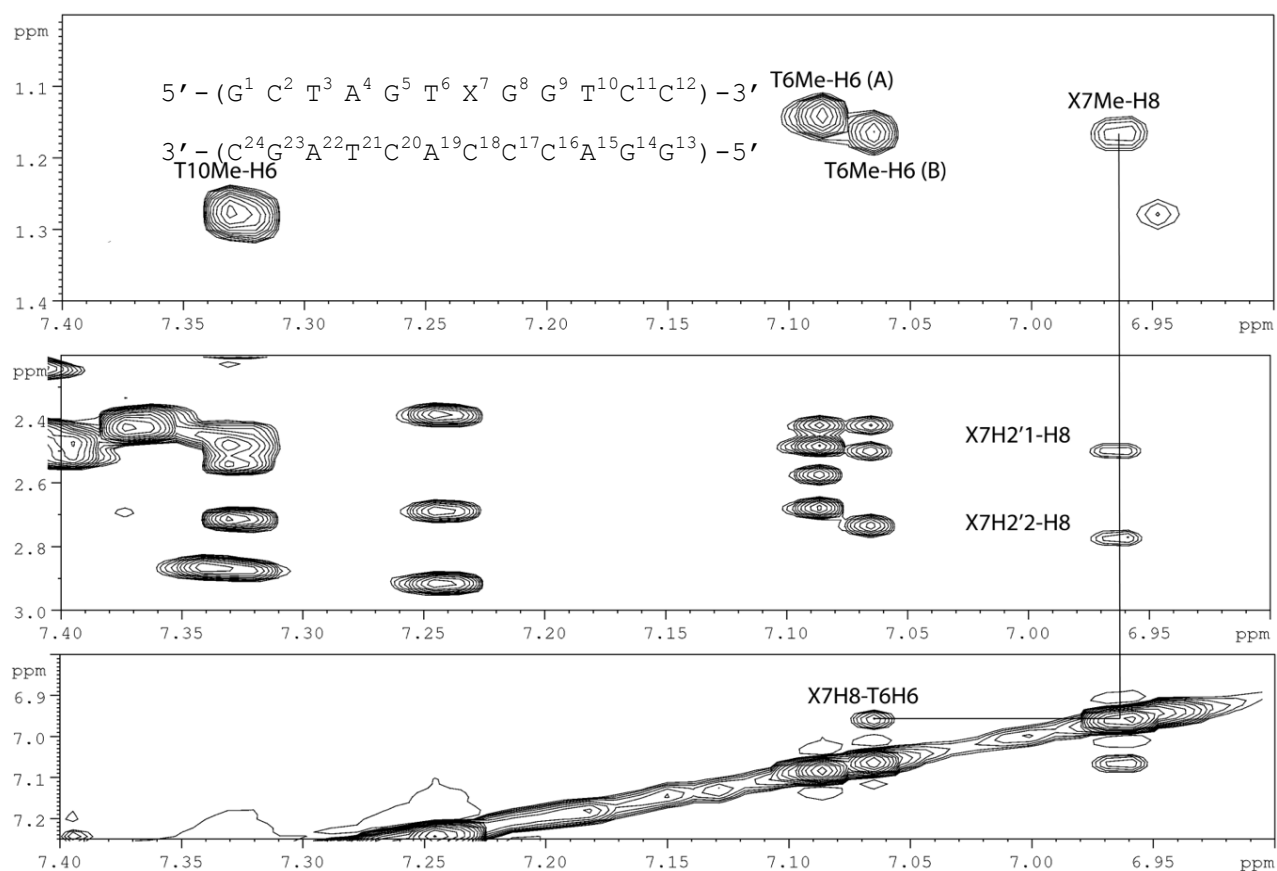 ppm
1.1
1.2
1.3
1.4
5’-(G1 C2 T3 A4 G5 T6 X7 G8 G9 T10C11C12)-3’
3’-(C24G23A22T21C20A19C18C17C16A15G14G13)-5’
T10Me-H6
T6Me-H6 (A)
T6Me-H6 (B)
X7Me-H8
7.40 7.35 7.30 7.25 7.20 7.15 7.10 7.05 7.00 6.95 ppm
ppm
2.4
2.6
2.8
3.0
X7H2'1-H8
X7H2'2-H8
7.40 7.35 7.30 7.25 7.20 7.15 7.10 7.05 7.00 6.95 ppm
ppm
6.9
7.0
7.1
7.2
X7H8-T6H6
7.40 7.35 7.30 7.25 7.20 7.15 7.10 7.05 7.00 6.95 ppm